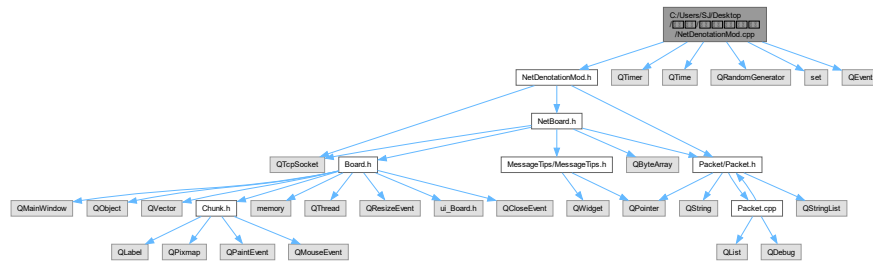 C:/Users/SJ/Desktop
/NetDenotationMod.cpp
NetDenotationMod.h
QTimer
QTime
QRandomGenerator
set
QEvent
NetBoard.h
QTcpSocket
Board.h
MessageTips/MessageTips.h
QByteArray
Packet/Packet.h
QMainWindow
QObject
QVector
Chunk.h
memory
QThread
QResizeEvent
ui_Board.h
QCloseEvent
QWidget
QPointer
QString
Packet.cpp
QStringList
QLabel
QPixmap
QPaintEvent
QMouseEvent
QList
QDebug